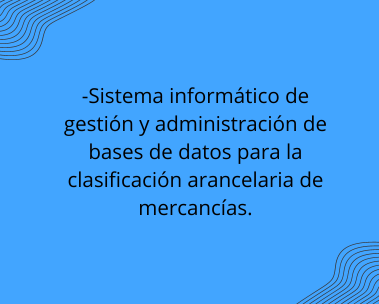 -Sistema informático de
gestión y administración de
bases de datos para la
clasificación arancelaria de
mercancías.